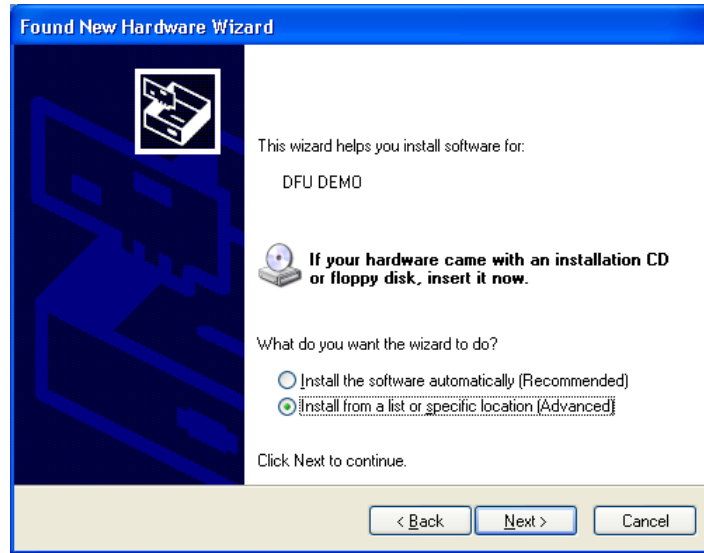 Found New Hardware Wizard
This wizard helps you install software for:
DFU DEMO
If your hardware came with an installation CD
or floppy disk, insert it now.
What do you want the wizard to do?
Install the software automatically (Recommended)
Install from a list or specific location (Advanced)
Click Next to continue.
< Back
Next >
Cancel